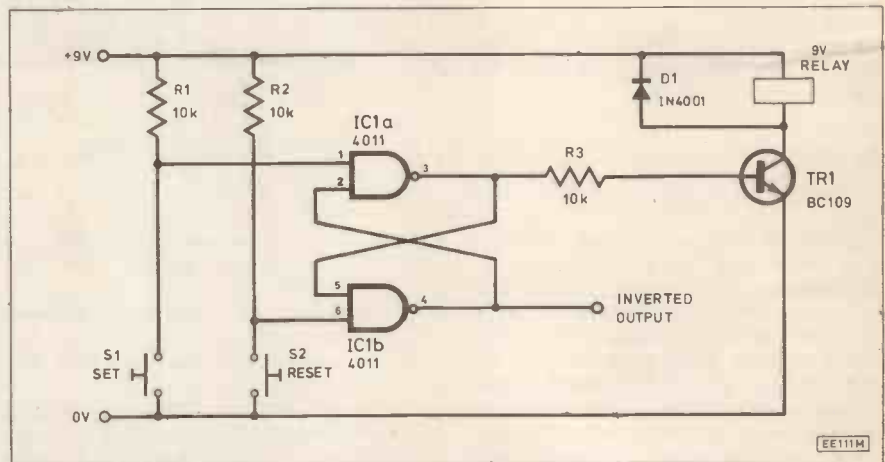 +9V
R1
10k
R2
10k
IC1a
4011
1
2
3
5
6
4
IC1b
4011
R3
10k
D1
IN4001
9V
RELAY
TR1
BC109
INVERTED
OUTPUT
S1
SET
S2
RESET
0V
EE111M